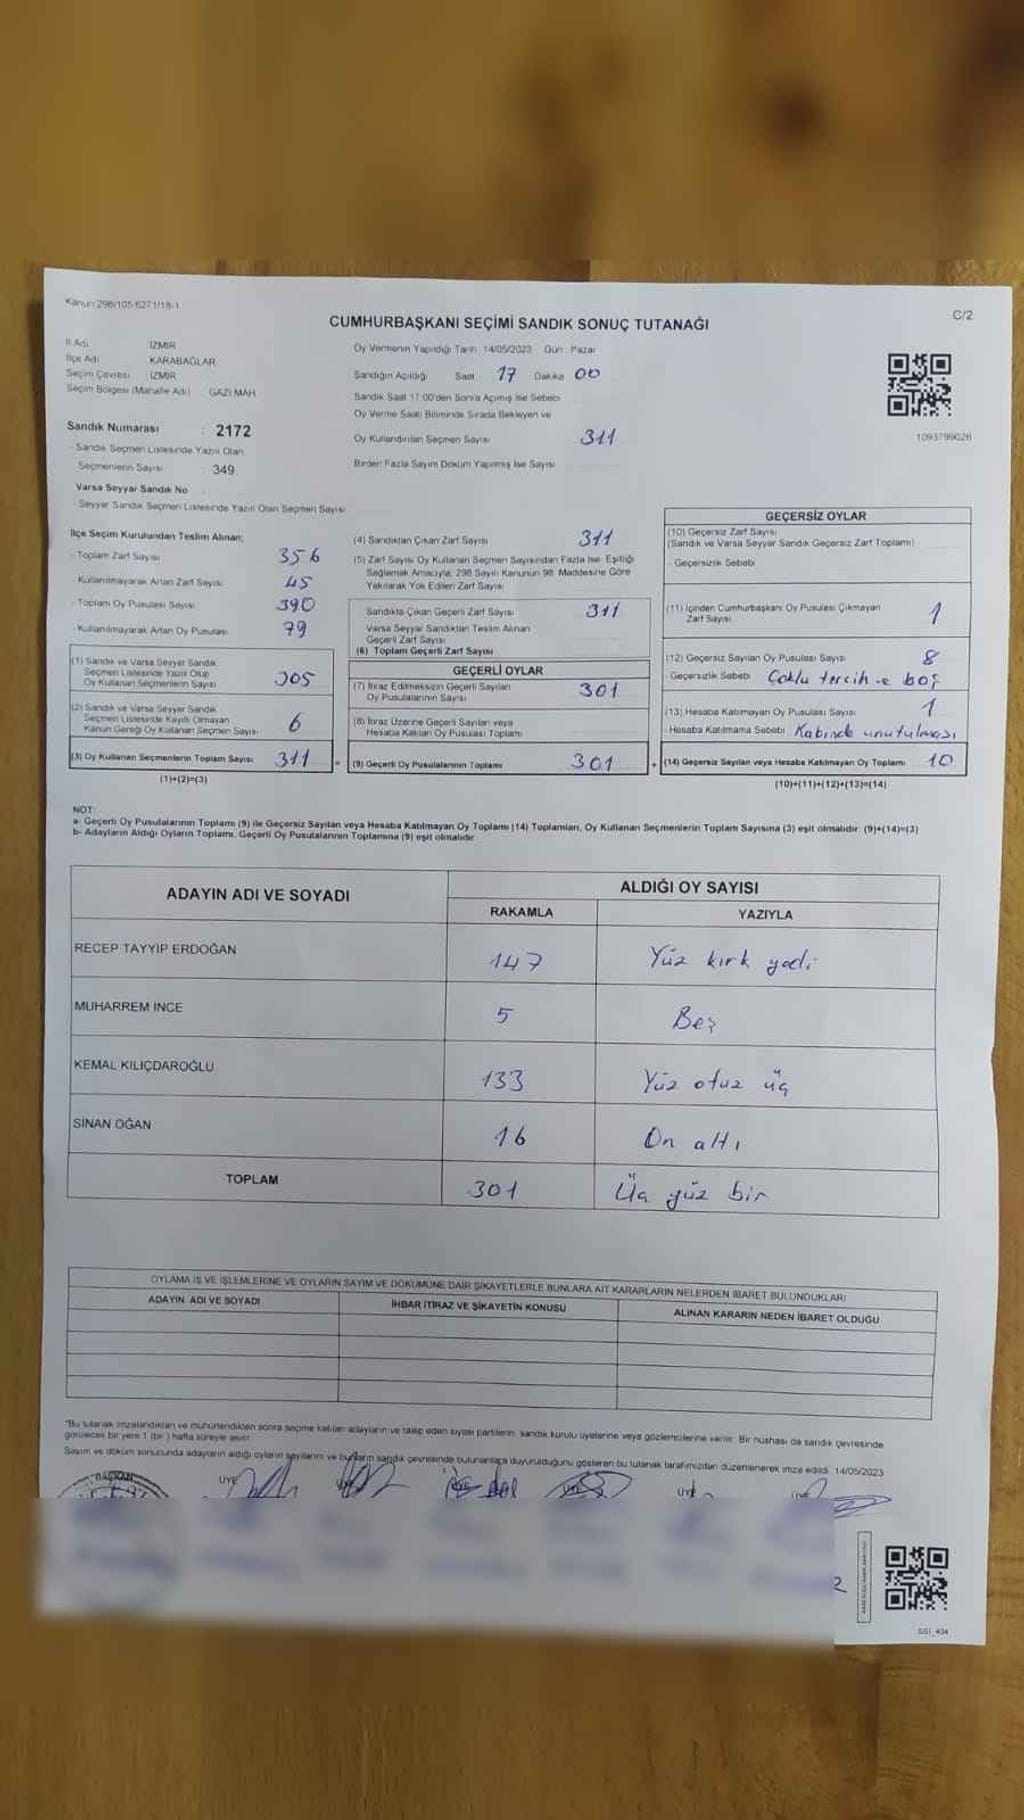 Kanun 298/105 6271/18-1
C/2
CUMHURBAŞKANI SEÇİMİ SANDIK SONUÇ TUTANAĞI
İl Adı İZMİR
İlçe Adı KARABAĞLAR
Seçim Çevresi : İZMİR
Seçim Bölgesi (Mahalle Adı) GAZİ MAH.
Sandık Numarası : 2172
- Sandık Seçmen Listesinde Yazılı Olan
Seçmenlerin Sayısı : 349
Varsa Seyyar Sandık No
- Seyyar Sandık Seçmen Listesinde Yazılı Olan Seçmen Sayısı
Oy Vermenin Yapıldığı Tarih : 14/05/2023 Gün : Pazar
Sandığın Açıldığı Saat 17 Dakika 00
Sandık Saat 17:00'den Sonra Açılmış İse Sebebi
Oy Verme Saati Bitiminde Sırada Bekleyen ve
Oy Kullandırılan Seçmen Sayısı 311
Birden Fazla Sayım Döküm Yapılmış İse Sayısı
1093799026
İlçe Seçim Kurulundan Teslim Alınan;
- Toplam Zarf Sayısı 356
- Kullanılmayarak Artan Zarf Sayısı 45
- Toplam Oy Pusulası Sayısı 390
- Kullanılmayarak Artan Oy Pusulası 79
(1) Sandık ve Varsa Seyyar Sandık
Seçmen Listesinde Yazılı Olup
Oy Kullanan Seçmenlerin Sayısı 305
(2) Sandık ve Varsa Seyyar Sandık
Seçmen Listesinde Kayıtlı Olmayan
Kanun Gereği Oy Kullanan Seçmen Sayısı 6
(3) Oy Kullanan Seçmenlerin Toplam Sayısı 311
(1)+(2)=(3)
(4) Sandıktan Çıkan Zarf Sayısı 311
(5) Zarf Sayısı Oy Kullanan Seçmen Sayısından Fazla İse, Eşitliği
Sağlamak Amacıyla, 298 Sayılı Kanunun 98. Maddesine Göre
Yakılarak Yok Edilen Zarf Sayısı
Sandıkta Çıkan Geçerli Zarf Sayısı 311
Varsa Seyyar Sandıktan Teslim Alınan
Geçerli Zarf Sayısı
(6) Toplam Geçerli Zarf Sayısı
GEÇERLİ OYLAR
(7) İtiraz Edilmeksizin Geçerli Sayılan
Oy Pusulalarının Sayısı 301
(8) İtiraz Üzerine Geçerli Sayılan veya
Hesaba Katılan Oy Pusulası Toplamı
(9) Geçerli Oy Pusulalarının Toplamı 301
GEÇERSİZ OYLAR
(10) Geçersiz Zarf Sayısı
(Sandık ve Varsa Seyyar Sandık Geçersiz Zarf Toplamı)
- Geçersizlik Sebebi
(11) İçinden Cumhurbaşkanı Oy Pusulası Çıkmayan
Zarf Sayısı 1
(12) Geçersiz Sayılan Oy Pusulası Sayısı 8
- Geçersizlik Sebebi Çoklu tercih ve boş
(13) Hesaba Katılmayan Oy Pusulası Sayısı 1
- Hesaba Katılmama Sebebi Kabinde unutulması
(14) Geçersiz Sayılan veya Hesaba Katılmayan Oy Toplamı 10
(10)+(11)+(12)+(13)=(14)
NOT:
a- Geçerli Oy Pusulalarının Toplamı (9) ile Geçersiz Sayılan veya Hesaba Katılmayan Oy Toplamı (14) Toplamları, Oy Kullanan Seçmenlerin Toplam Sayısına (3) eşit olmalıdır. (9)+(14)=(3)
b- Adayların Aldığı Oyların Toplamı, Geçerli Oy Pusulalarının Toplamına (9) eşit olmalıdır.
ADAYIN ADI VE SOYADI
ALDIĞI OY SAYISI
RAKAMLA YAZIYLA
RECEP TAYYİP ERDOĞAN 147 Yüz kırk yedi
MUHARREM İNCE 5 Beş
KEMAL KILIÇDAROĞLU 133 Yüz otuz üç
SİNAN OĞAN 16 On altı
TOPLAM 301 Üç yüz bir
OYLAMA İŞ VE İŞLEMLERİNE VE OYLARIN SAYIM VE DÖKÜMÜNE DAİR ŞİKAYETLERLE BUNLARA AİT KARARLARIN NELERDEN İBARET BULUNDUKLARI
ADAYIN ADI VE SOYADI İHBAR İTİRAZ VE ŞİKAYETİN KONUSU ALINAN KARARIN NEDEN İBARET OLDUĞU
"Bu tutanak imzalandıktan ve mühürlendikten sonra seçime katılan adayların ve talep eden siyasi partilerin sandık kurulu üyelerine veya gözlemcilerine verilir. Bir nüshası da sandık çevresinde
görülecek bir yere 1 (bir ) hafta süreyle asılır.
Sayım ve döküm sonucunda adayların aldığı oyların sayılarını ve bunların sandık çevresinde bulunanlara duyurulduğunu gösteren bu tutanak tarafımızdan düzenlenerek imza edildi. 14/05/2023
BAŞKAN
ÜYE